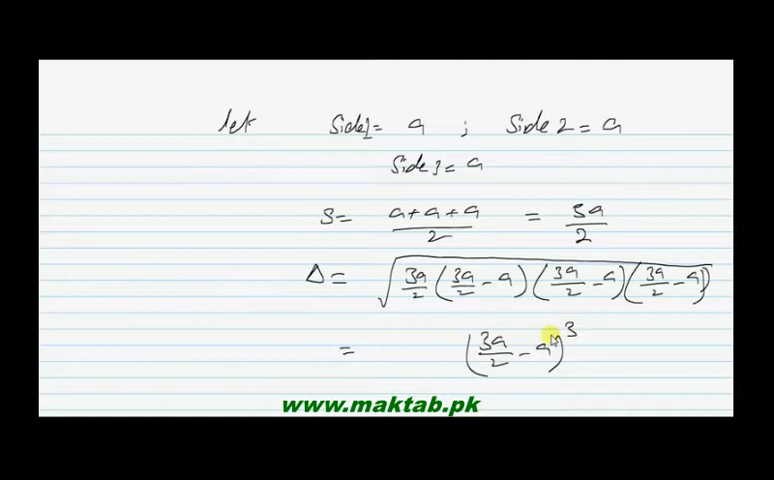 let Side1= a ; Side 2 = a
Side 3 = a
S= a+a+a/2 = 3a/2
Δ= √(3a/2 (3a/2 - a) (3a/2 - a) (3a/2 - a))
= (3a/2 - a)^3
www.maktab.pk